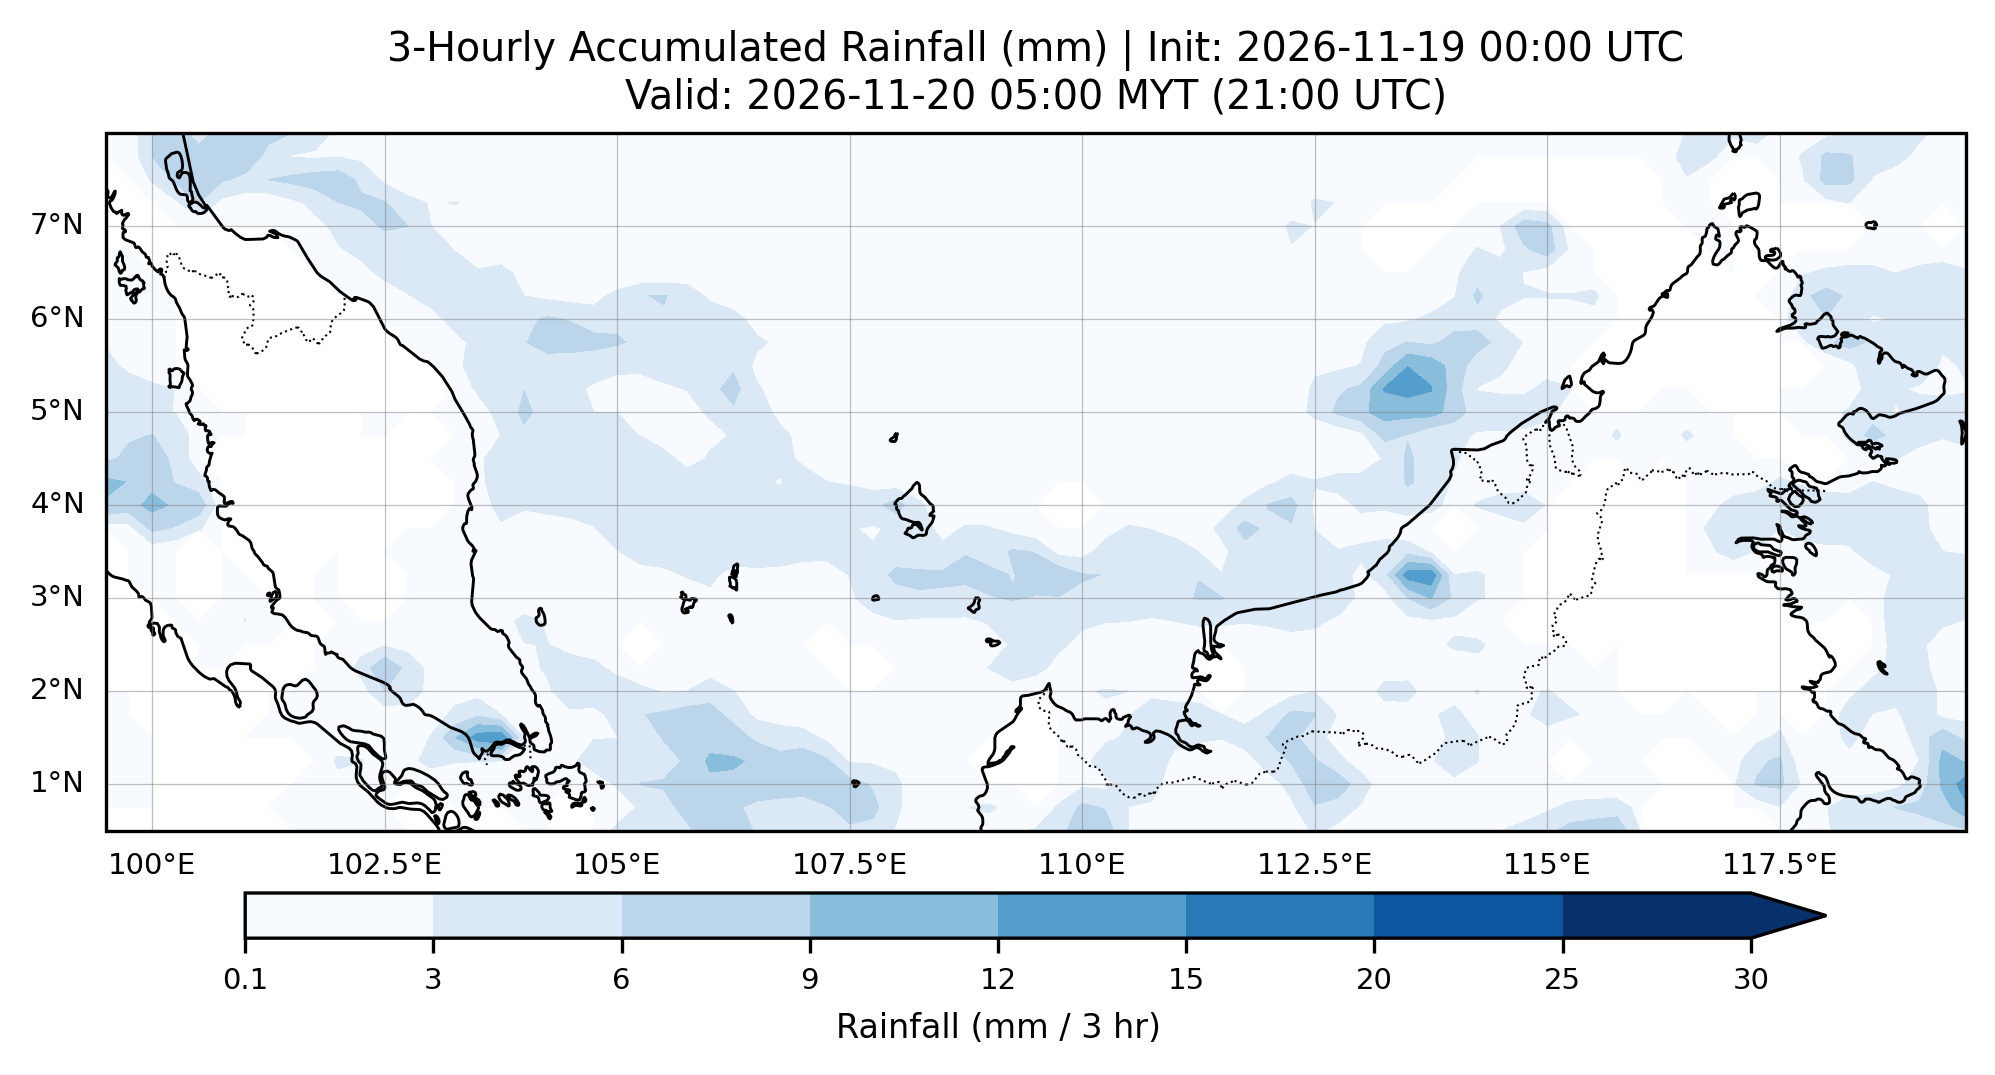 3-Hourly Accumulated Rainfall (mm) | Init: 2026-11-19 00:00 UTC
Valid: 2026-11-20 05:00 MYT (21:00 UTC)
7°N
6°N
5°N
4°N
3°N
2°N
1°N
100°E 102.5°E 105°E 107.5°E 110°E 112.5°E 115°E 117.5°E
0.1 3 6 9 12 15 20 25 30
Rainfall (mm / 3 hr)